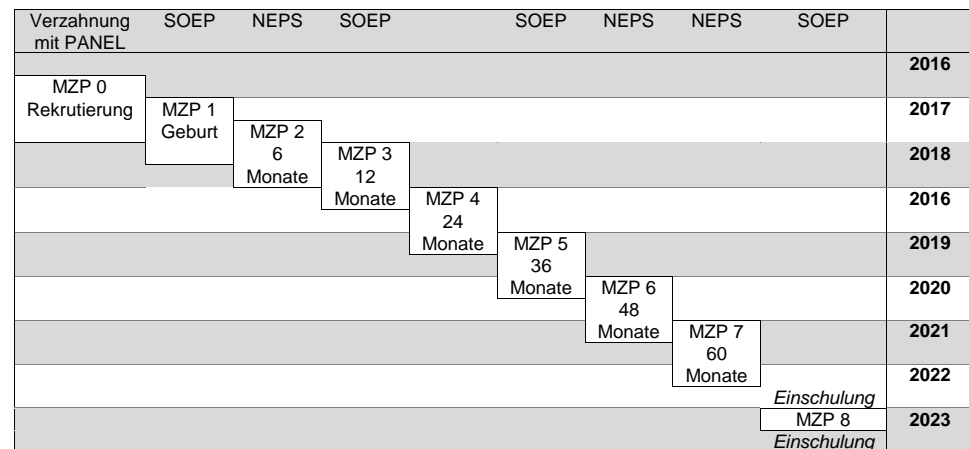 Verzahnung SOEP NEPS SOEP SOEP NEPS NEPS SOEP
mit PANEL
2016
MZP 0
Rekrutierung MZP 1 2017
Geburt MZP 2
6 MZP 3 2018
Monate 12
Monate MZP 4 2016
24
Monate MZP 5 2019
36
Monate MZP 6 2020
48
Monate MZP 7 2021
60
Monate 2022
Einschulung
MZP 8 2023
Einschulung